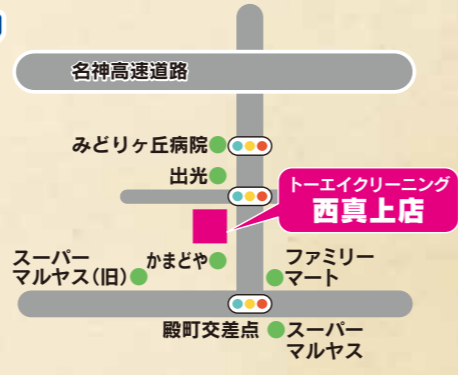 名神高速道路
みどりヶ丘病院
出光
トーエイクリーニング
西真上店
スーパー
マルヤス(旧)
かまどや
ファミリー
マート
殿町交差点
スーパー
マルヤス